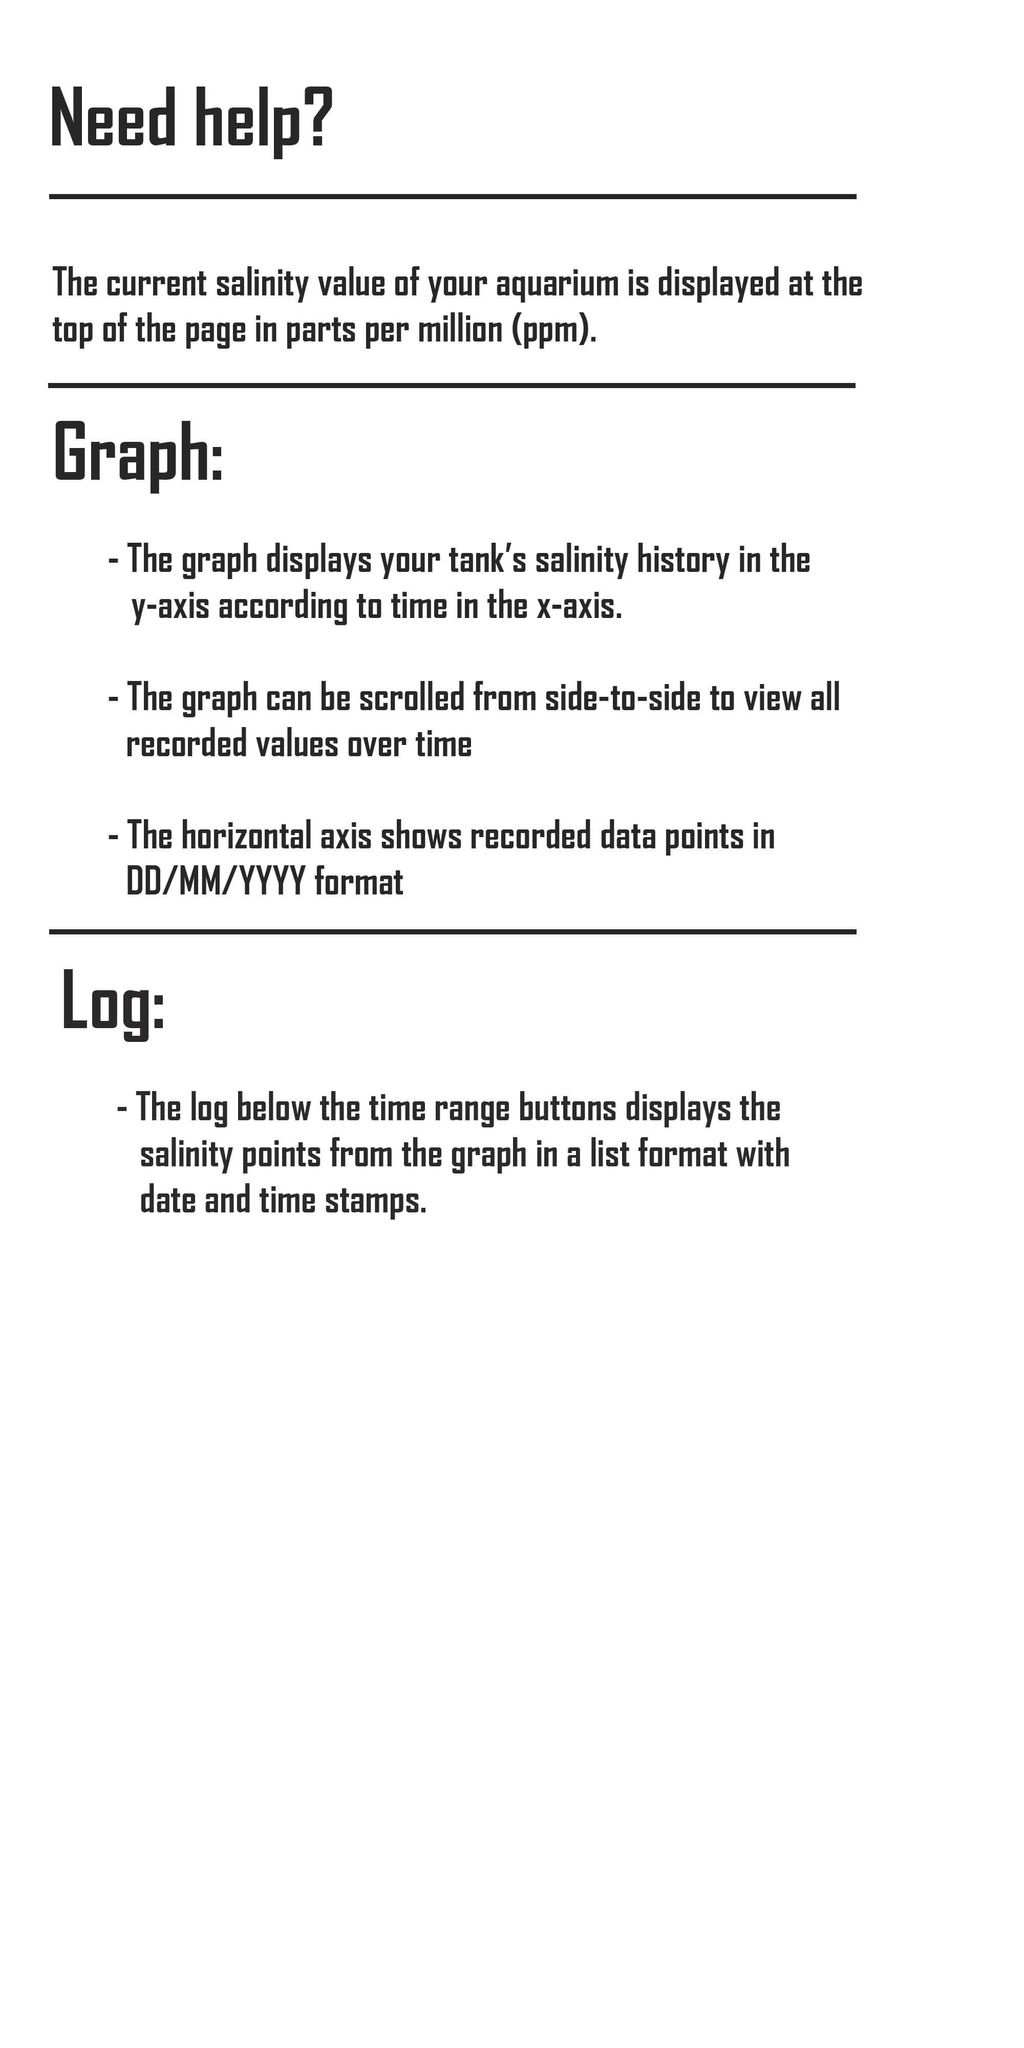 Need help?
The current salinity value of your aquarium is displayed at the
top of the page in parts per million (ppm).
Graph:
- The graph displays your tank’s salinity history in the
y-axis according to time in the x-axis.
- The graph can be scrolled from side-to-side to view all
recorded values over time
- The horizontal axis shows recorded data points in
DD/MM/YYYY format
Log:
- The log below the time range buttons displays the
salinity points from the graph in a list format with
date and time stamps.